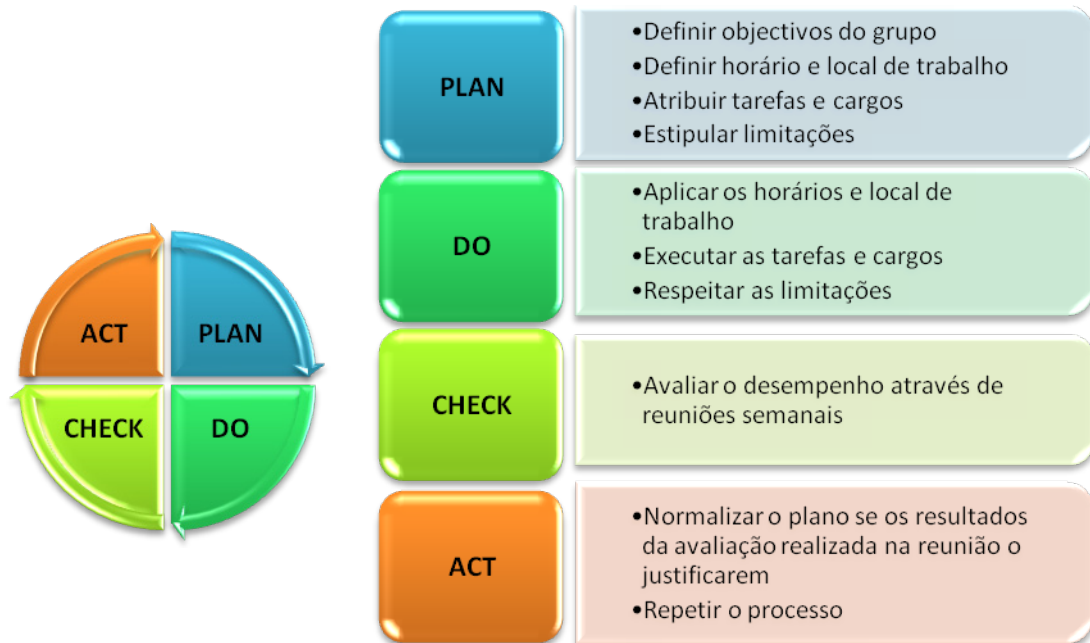 ACT
PLAN
CHECK
DO
PLAN
•Definir objectivos do grupo
•Definir horário e local de trabalho
•Atribuir tarefas e cargos
•Estipular limitações
DO
•Aplicar os horários e local de
trabalho
•Executar as tarefas e cargos
•Respeitar as limitações
CHECK
•Avaliar o desempenho através de
reuniões semanais
ACT
•Normalizar o plano se os resultados
da avaliação realizada na reunião o
justificarem
•Repetir o processo